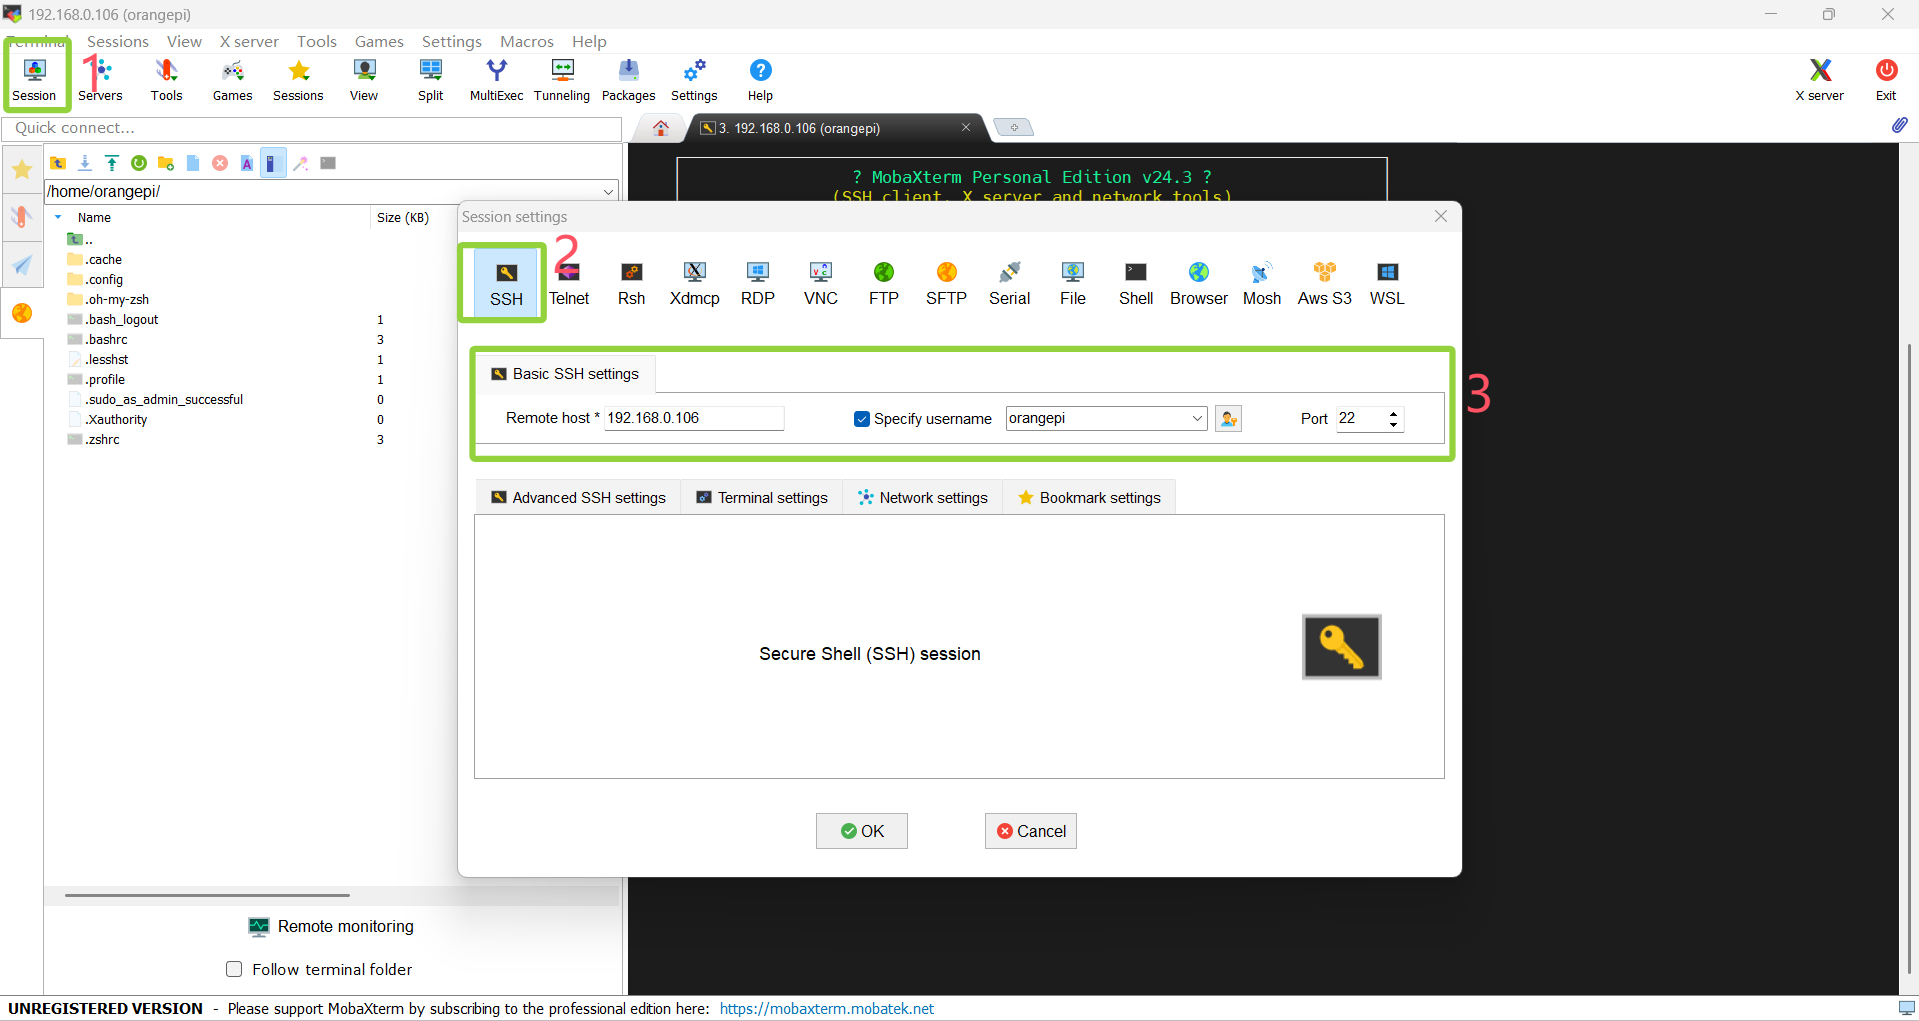 192.168.0.106 (orangepi)
Terminal Sessions View X server Tools Games Settings Macros Help
1
Session Servers Tools Games Sessions View Split MultiExec Tunneling Packages Settings Help X server Exit
Quick connect...
3. 192.168.0.106 (orangepi)
/home/orangepi/
Name Size (KB)
..
.cache
.config
.oh-my-zsh
.bash_logout 1
.bashrc 3
.lesshst 1
.profile 1
.sudo_as_admin_successful 0
.Xauthority 0
.zshrc 3
Remote monitoring
Follow terminal folder
? MobaXterm Personal Edition v24.3 ?
(SSH client, X server and network tools)
Session settings
2
SSH Telnet Rsh Xdmcp RDP VNC FTP SFTP Serial File Shell Browser Mosh Aws S3 WSL
Basic SSH settings
3
Remote host * 192.168.0.106 Specify username orangepi Port 22
Advanced SSH settings Terminal settings Network settings Bookmark settings
Secure Shell (SSH) session
OK Cancel
UNREGISTERED VERSION - Please support MobaXterm by subscribing to the professional edition here: https://mobaxterm.mobatek.net